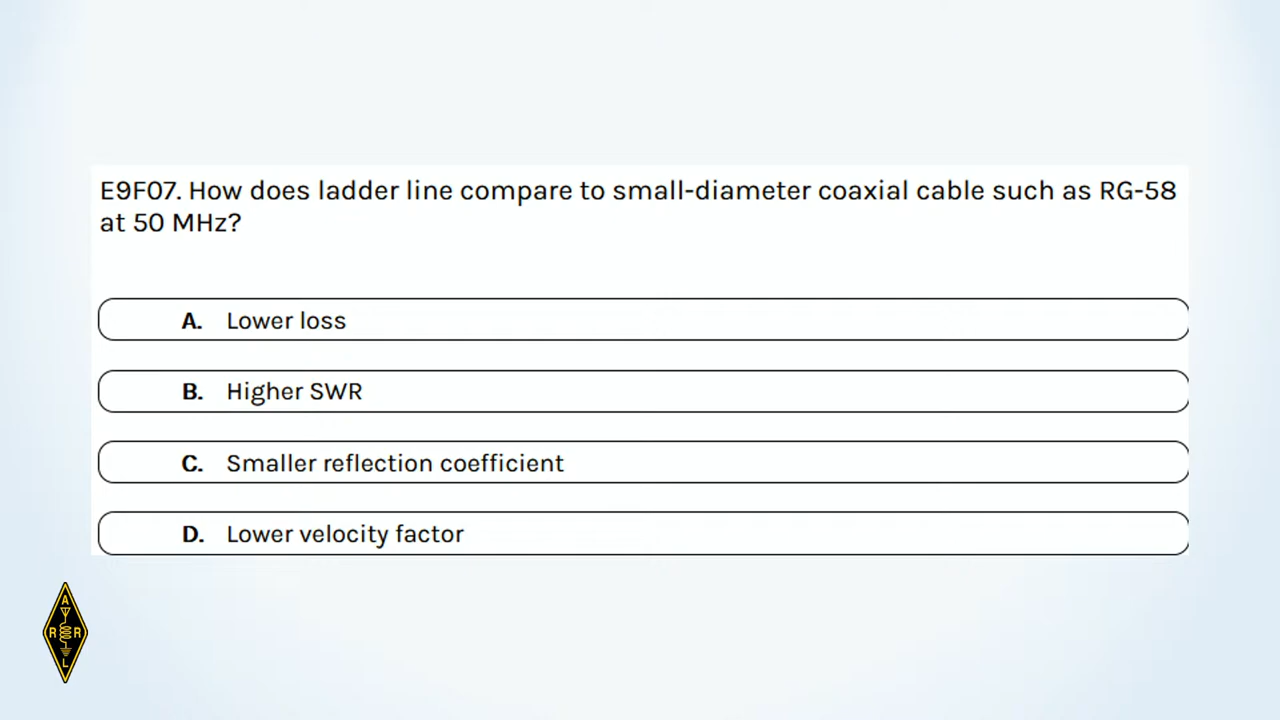 E9F07. How does ladder line compare to small-diameter coaxial cable such as RG-58
at 50 MHz?
A. Lower loss
B. Higher SWR
C. Smaller reflection coefficient
D. Lower velocity factor
A
R R
L